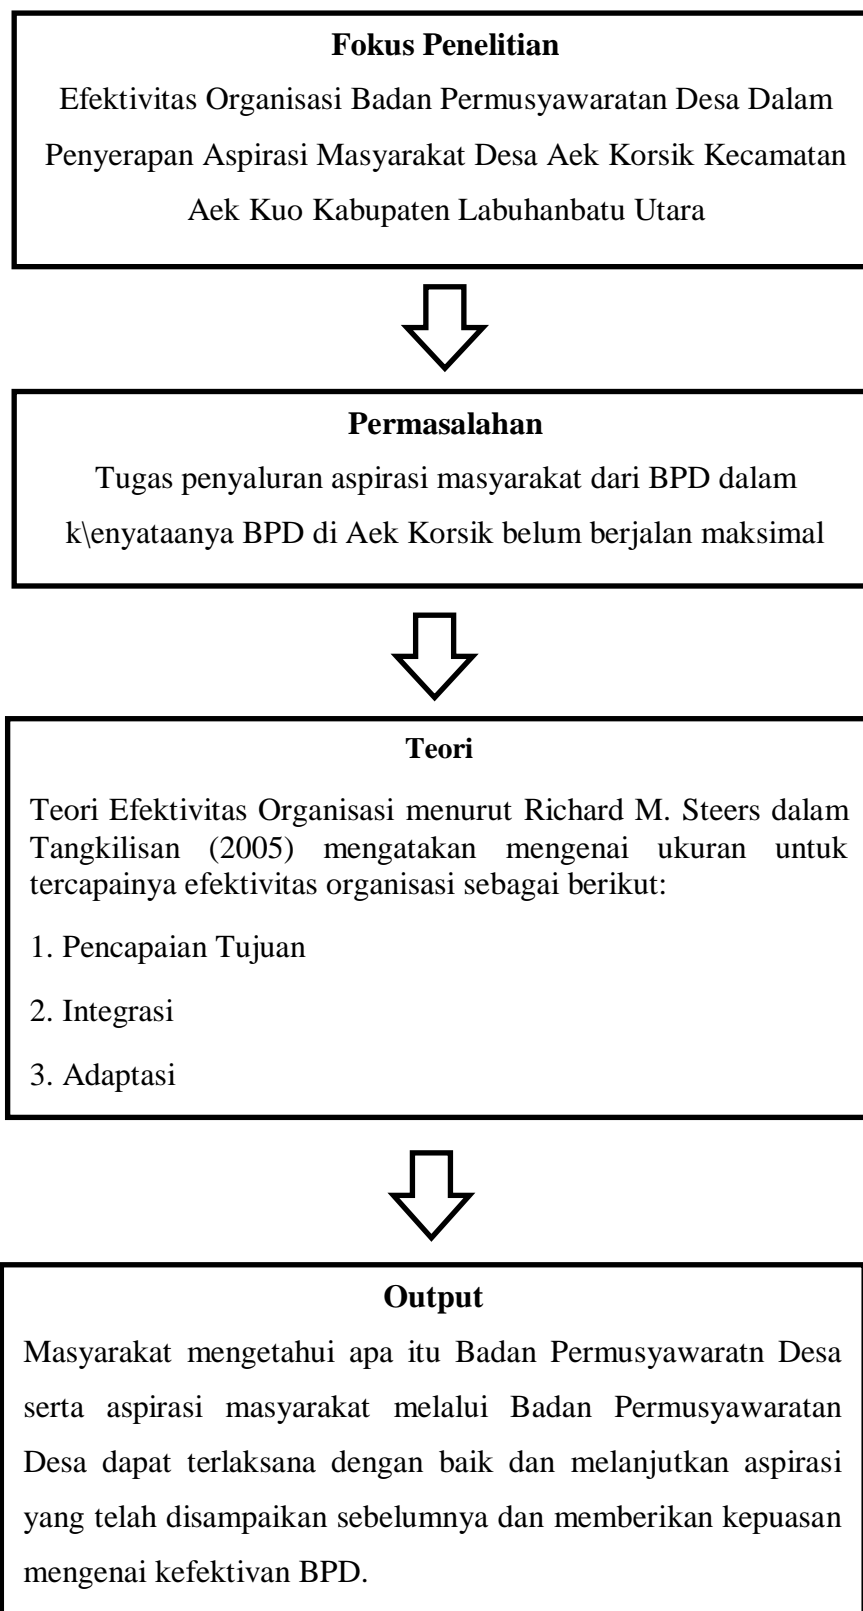 Fokus Penelitian
Efektivitas Organisasi Badan Permusyawaratan Desa Dalam
Penyerapan Aspirasi Masyarakat Desa Aek Korsik Kecamatan
Aek Kuo Kabupaten Labuhanbatu Utara
Permasalahan
Tugas penyaluran aspirasi masyarakat dari BPD dalam
k\enyataanya BPD di Aek Korsik belum berjalan maksimal
Teori
Teori Efektivitas Organisasi menurut Richard M. Steers dalam
Tangkilisan (2005) mengatakan mengenai ukuran untuk
tercapainya efektivitas organisasi sebagai berikut:
1. Pencapaian Tujuan
2. Integrasi
3. Adaptasi
Output
Masyarakat mengetahui apa itu Badan Permusyawaratn Desa
serta aspirasi masyarakat melalui Badan Permusyawaratan
Desa dapat terlaksana dengan baik dan melanjutkan aspirasi
yang telah disampaikan sebelumnya dan memberikan kepuasan
mengenai kefektivan BPD.